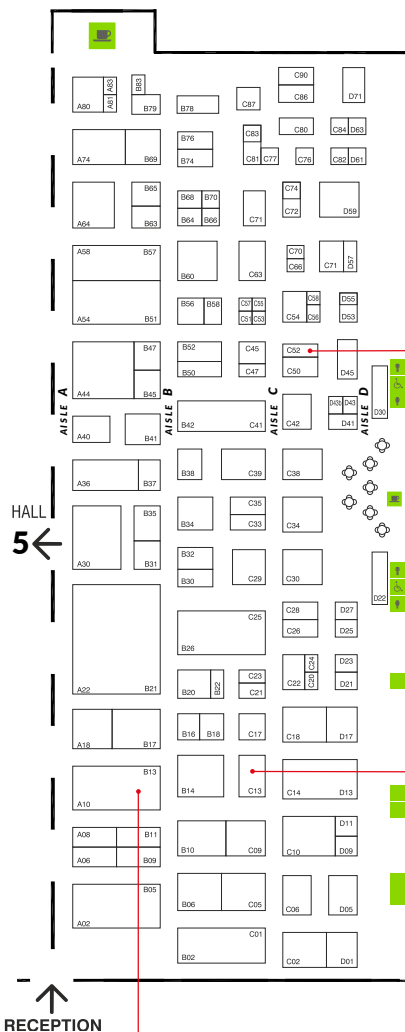 C90
A83
B83
C86
D71
A80
A81
B79
B78
C87
C83
C80
C84 D63
B76
A74
B69
B74
C81
C77
C76
C82 D61
B65
B68 B70
C74
A64
B63
B64 B66
C71
C72
D59
A58
B57
C70
B60
C63
C66
C71
D57
B56
B58
C57 C55
C58
D55
A54
B51
C51 C53
C54
C56
D53
B47
B52
C45
C52
A44
B45
B50
C47
C50
D45
AISLE A
AISLE B
AISLE C
AISLE D
D43b D43
D30
A40
B41
B42
C41
C42
D41
A36
B37
B38
C39
C38
HALL
5
B35
C35
A30
B31
B34
C33
C34
B32
B30
C29
C30
D22
C25
C28
D27
B26
C26
D25
C24
D23
A22
B21
B20
B22
C23
C21
C22
C20
D21
A18
B17
B16 B18
C17
C18
D17
B13
A10
B14
C13
C14
D13
A08
B11
D11
A06
B09
B10
C09
C10
D09
B05
A02
B06
C05
C06
D05
C01
B02
C02
D01
RECEPTION